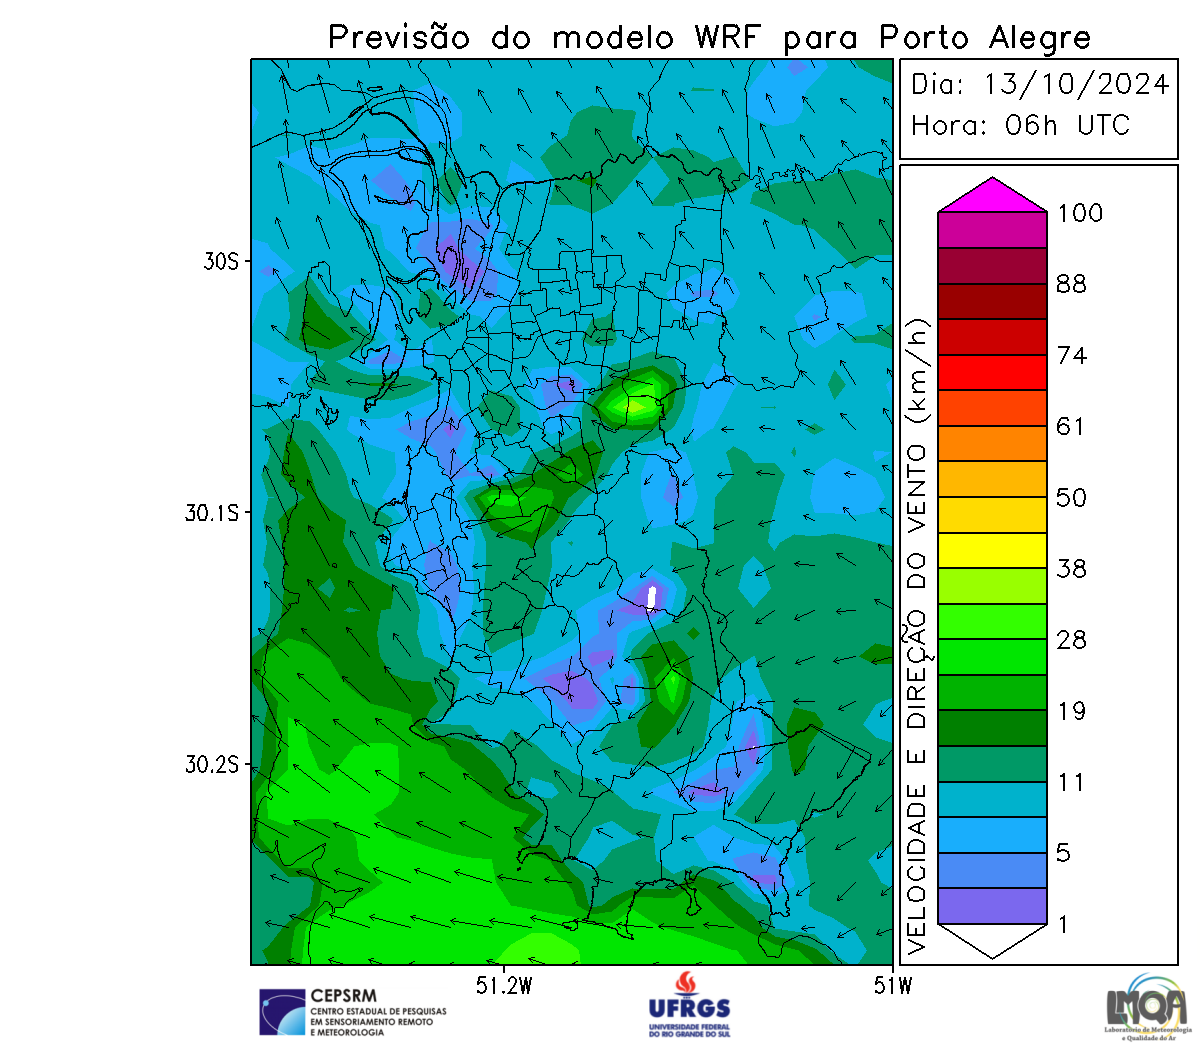 Previsão do modelo WRF para Porto Alegre
Dia: 13/10/2024
Hora: 06h UTC
30S
30.1S
30.2S
51.2W
51W
VELOCIDADE E DIREÇÃO DO VENTO (km/h)
100
88
74
61
50
38
28
19
11
5
1
CEPSRM
CENTRO ESTADUAL DE PESQUISAS
EM SENSORIAMENTO REMOTO
E METEOROLOGIA
UFRGS
UNIVERSIDADE FEDERAL
DO RIO GRANDE DO SUL
LMQA
Laboratório de Meteorologia
e Qualidade do Ar